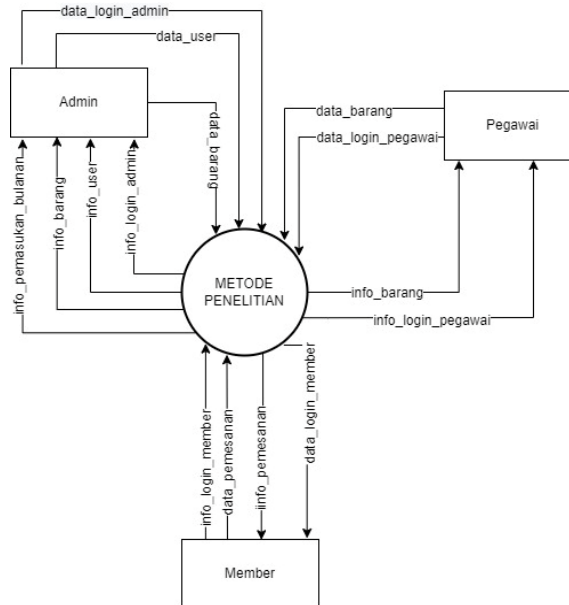 data_login_admin
data_user
Admin
data_barang
data_barang
data_login_pegawai
Pegawai
info_pemasukan_bulanan
info_barang
info_user
info_login_admin
METODE
PENELITIAN
info_barang
info_login_pegawai
info_login_member
data_pemesanan
iinfo_pemesanan
data_login_member
Member